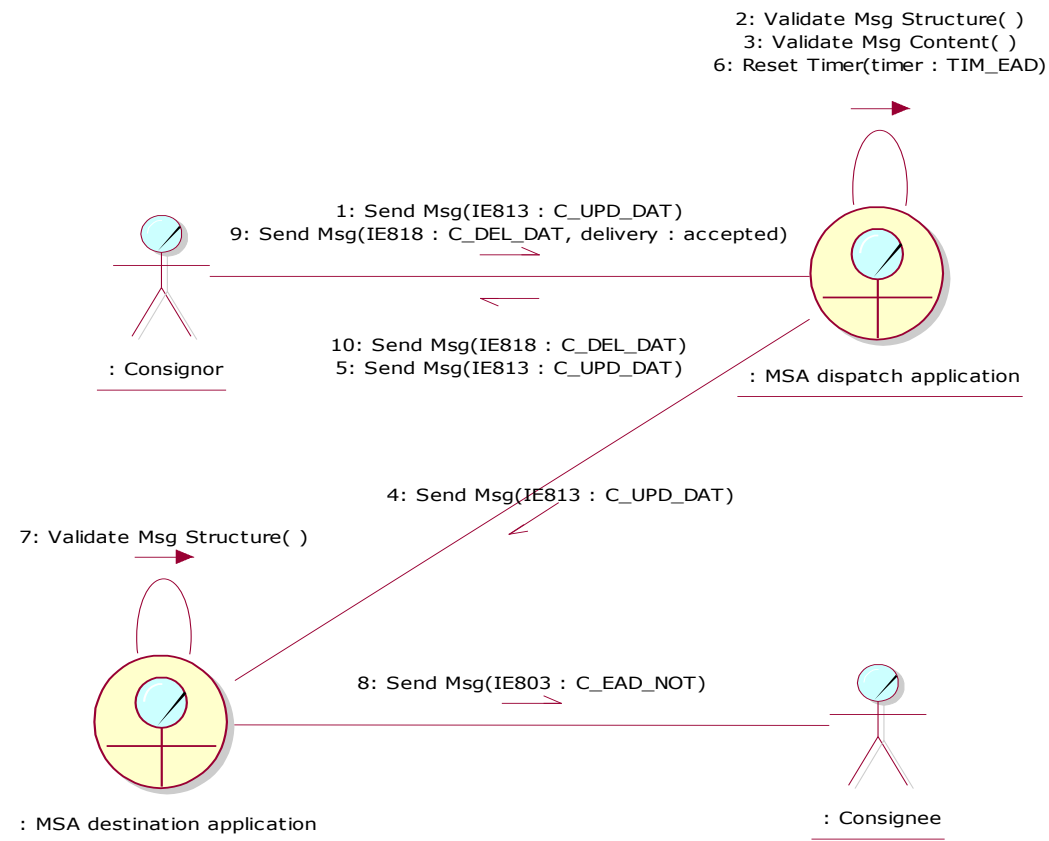 2: Validate Msg Structure( )
3: Validate Msg Content( )
6: Reset Timer(timer : TIM_EAD)
1: Send Msg(IE813 : C_UPD_DAT)
9: Send Msg(IE818 : C_DEL_DAT, delivery : accepted)
10: Send Msg(IE818 : C_DEL_DAT)
5: Send Msg(IE813 : C_UPD_DAT)
: Consignor
: MSA dispatch application
4: Send Msg(IE813 : C_UPD_DAT)
7: Validate Msg Structure( )
8: Send Msg(IE803 : C_EAD_NOT)
: MSA destination application
: Consignee